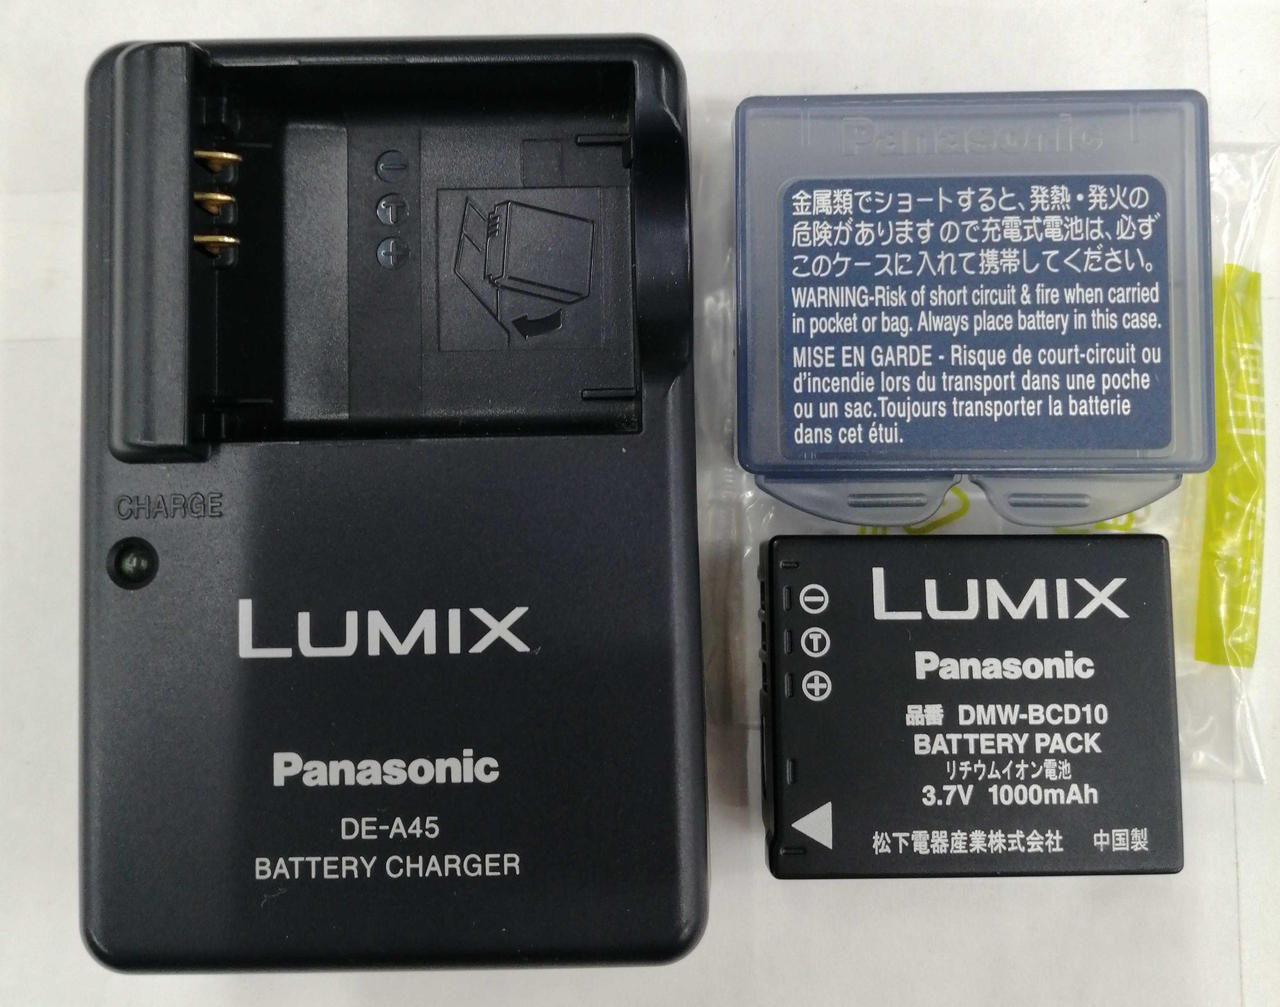 CHARGE
LUMIX
Panasonic
DE-A45
BATTERY CHARGER
Panasonic
金属類でショートすると、発熱・発火の
危険がありますので充電式電池は、必ず
このケースに入れて携帯してください。
WARNING-Risk of short circuit & fire when carried
in pocket or bag. Always place battery in this case.
MISE EN GARDE - Risque de court-circuit ou
d'incendie lors du transport dans une poche
ou un sac. Toujours transporter la batterie
dans cet étui.
LUMIX
Panasonic
品番 DMW-BCD10
BATTERY PACK
リチウムイオン電池
3.7V 1000mAh
松下電器産業株式会社 中国製
T
T